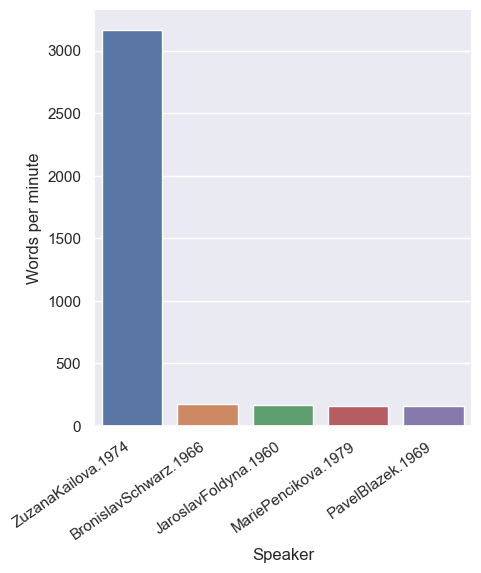 3000
2500
2000
1500
1000
500
0
Words per minute
ZuzanaKailova.1974
BronislavSchwarz.1966
JaroslavFoldyna.1960
MariePencikova.1979
PavelBlazek.1969
Speaker